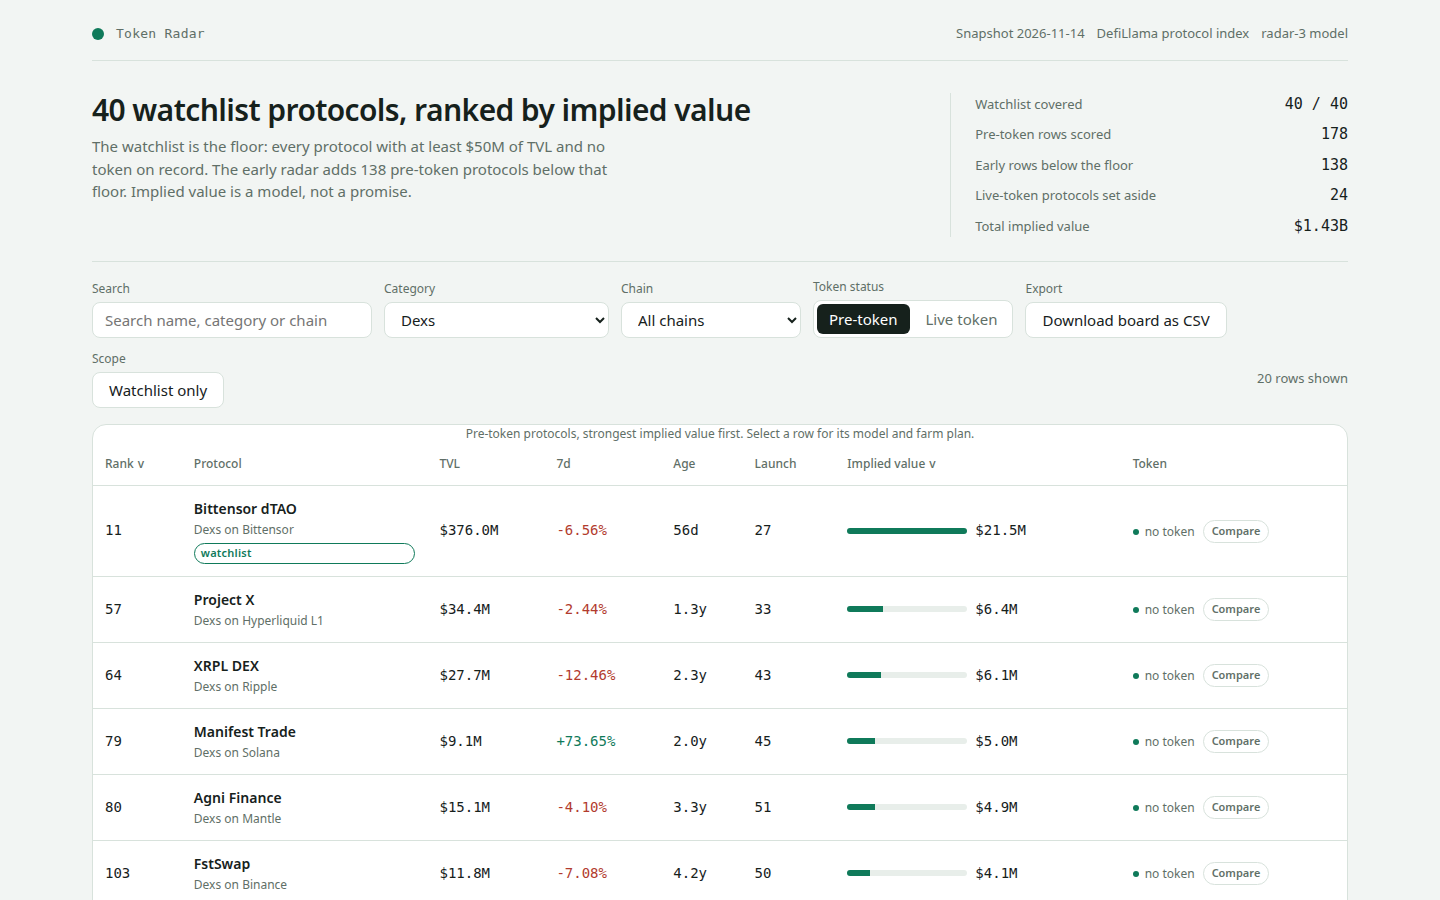 Token Radar
Snapshot 2026-11-14 DefiLlama protocol index radar-3 model
40 watchlist protocols, ranked by implied value
The watchlist is the floor: every protocol with at least $50M of TVL and no
token on record. The early radar adds 138 pre-token protocols below that
floor. Implied value is a model, not a promise.
Watchlist covered 40 / 40
Pre-token rows scored 178
Early rows below the floor 138
Live-token protocols set aside 24
Total implied value $1.43B
Search Category Chain Token status Export
Search name, category or chain Dexs All chains Pre-token Live token Download board as CSV
Scope
Watchlist only
20 rows shown
Pre-token protocols, strongest implied value first. Select a row for its model and farm plan.
Rank v Protocol TVL 7d Age Launch Implied value v Token
11 Bittensor dTAO $376.0M -6.56% 56d 27 $21.5M no token Compare
Dexs on Bittensor
watchlist
57 Project X $34.4M -2.44% 1.3y 33 $6.4M no token Compare
Dexs on Hyperliquid L1
64 XRPL DEX $27.7M -12.46% 2.3y 43 $6.1M no token Compare
Dexs on Ripple
79 Manifest Trade $9.1M +73.65% 2.0y 45 $5.0M no token Compare
Dexs on Solana
80 Agni Finance $15.1M -4.10% 3.3y 51 $4.9M no token Compare
Dexs on Mantle
103 FstSwap $11.8M -7.08% 4.2y 50 $4.1M no token Compare
Dexs on Binance